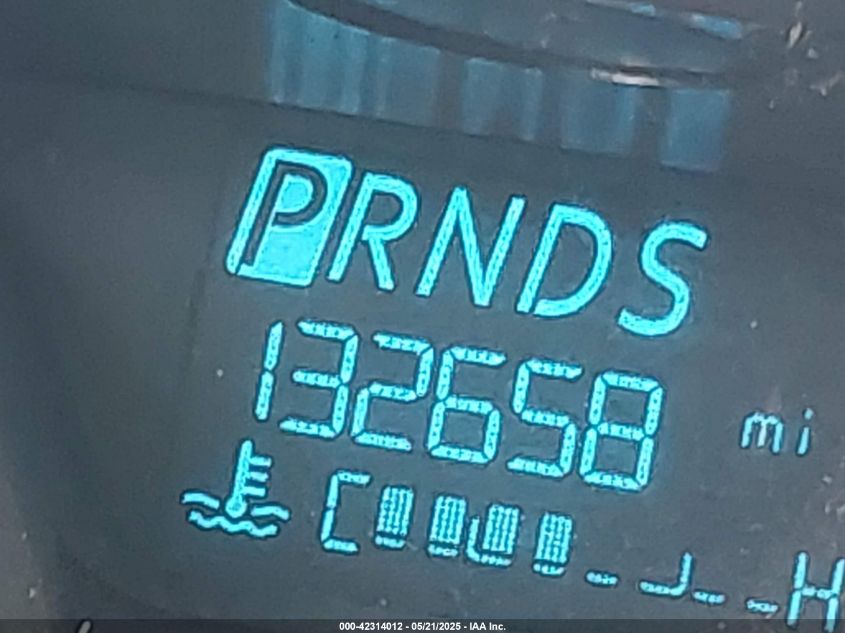 PRNDS
132658 mi
C H
000-42314012 - 05/21/2025 - IAA Inc.